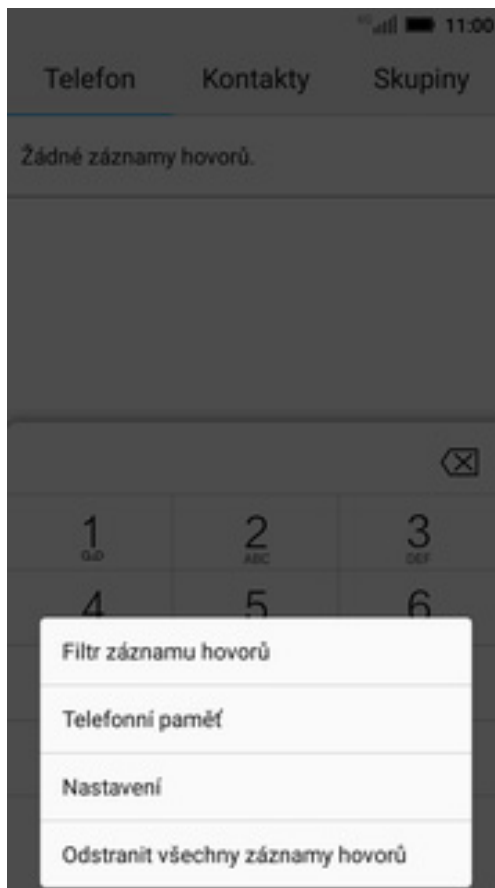 4G 11:00
Telefon Kontakty Skupiny
Žádné záznamy hovorů.
1 2 3
ABC DEF
4 5 6
Filtr záznamu hovorů
Telefonní paměť
Nastavení
Odstranit všechny záznamy hovorů